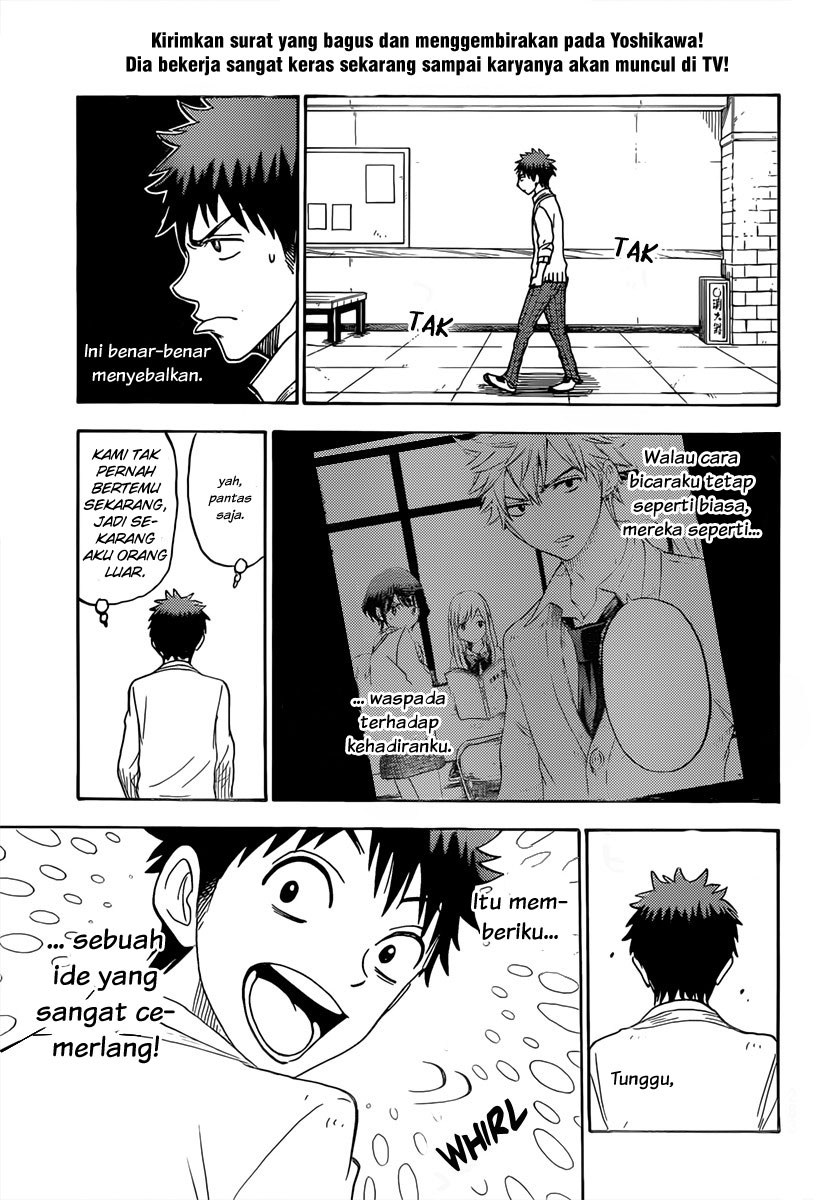 Kirimkan surat yang bagus dan menggembirakan pada Yoshikawa!
Dia bekerja sangat keras sekarang sampai karyanya akan muncul di TV!
TAK
TAK
Ini benar-benar
menyebalkan.
Walau cara
bicaraku tetap
seperti biasa,
mereka seperti...
... waspada
terhadap
kehadiranku.
yah,
pantas
saja.
KAMI TAK
PERNAH
BERTEMU
SEKARANG,
JADI SE-
KARANG
AKU ORANG
LUAR.
Tunggu,
Itu mem-
beriku...
... sebuah
ide yang
sangat ce-
merlang!
WHIRL